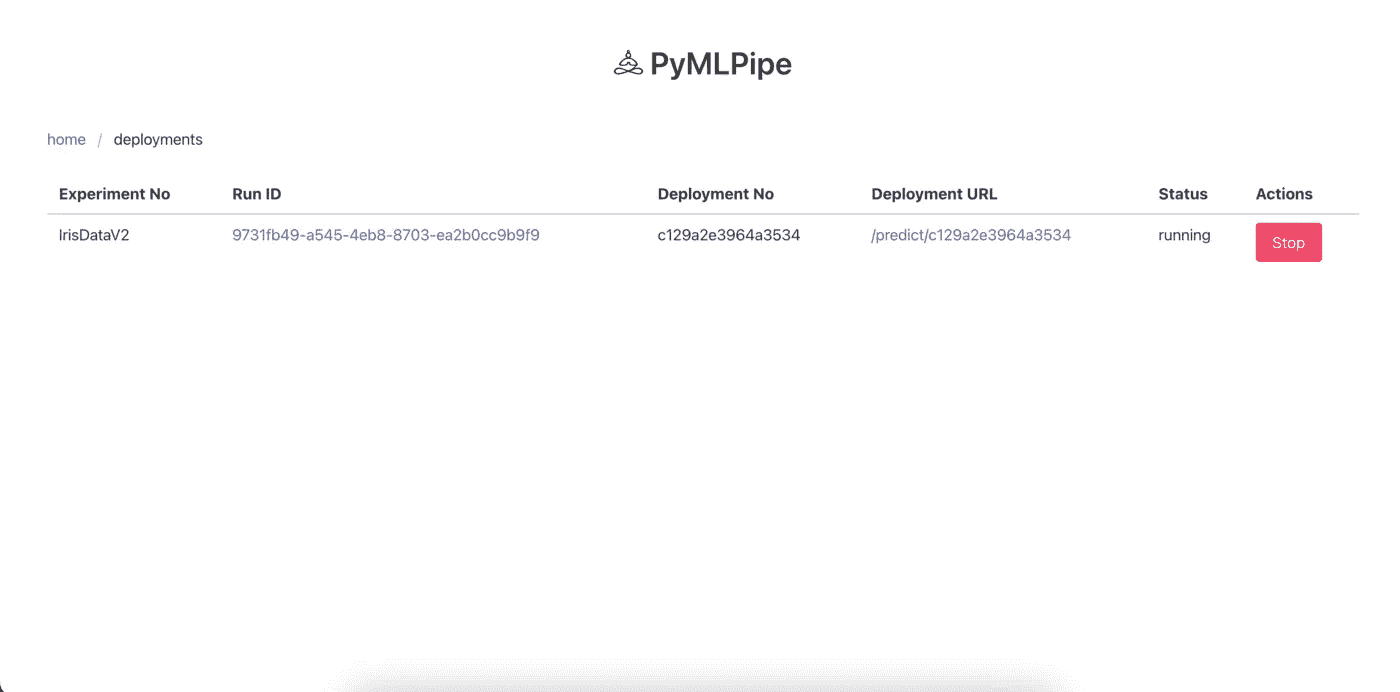 PyMLPipe
home / deployments
Experiment No Run ID Deployment No Deployment URL Status Actions
IrisDataV2 9731fb49-a545-4eb8-8703-ea2b0cc9b9f9 c129a2e3964a3534 /predict/c129a2e3964a3534 running Stop